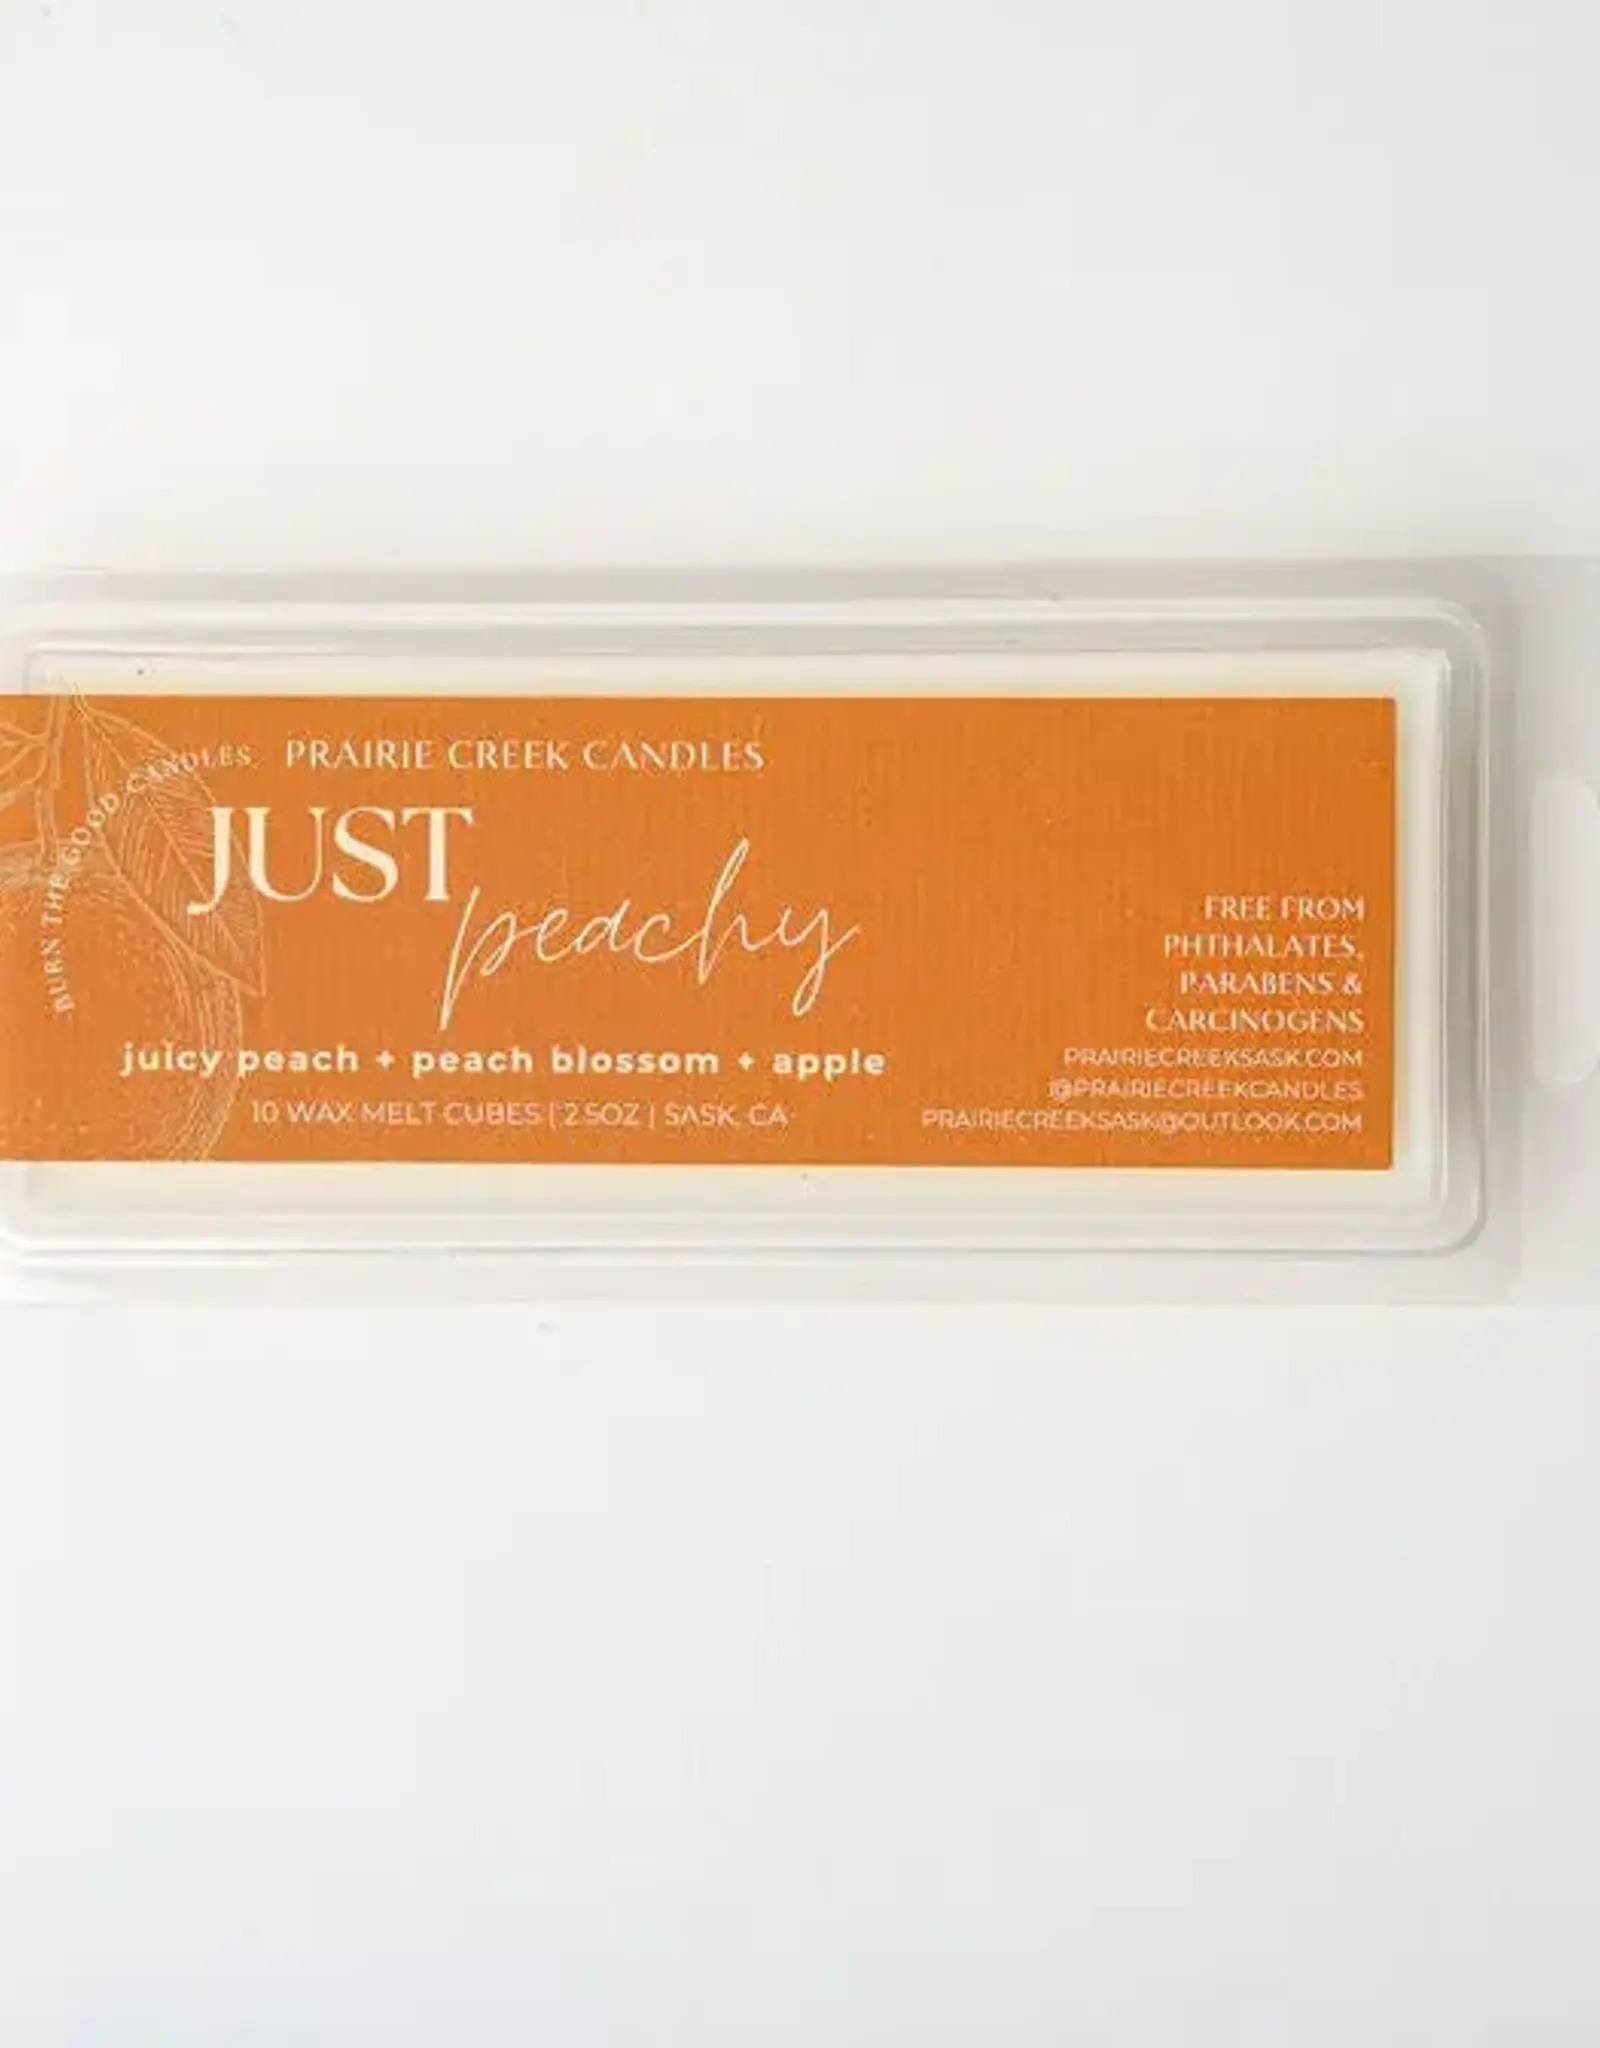 BURN THE GOOD CANDLES.
PRAIRIE CREEK CANDLES
JUST
peachy
juicy peach + peach blossom + apple
10 WAX MELT CUBES | 2.5OZ | SASK, CA
FREE FROM
PHTHALATES,
PARABENS &
CARCINOGENS
PRAIRIECREEKSASK.COM
@PRAIRIECREEKCANDLES
PRAIRIECREEKSASK@OUTLOOK.COM